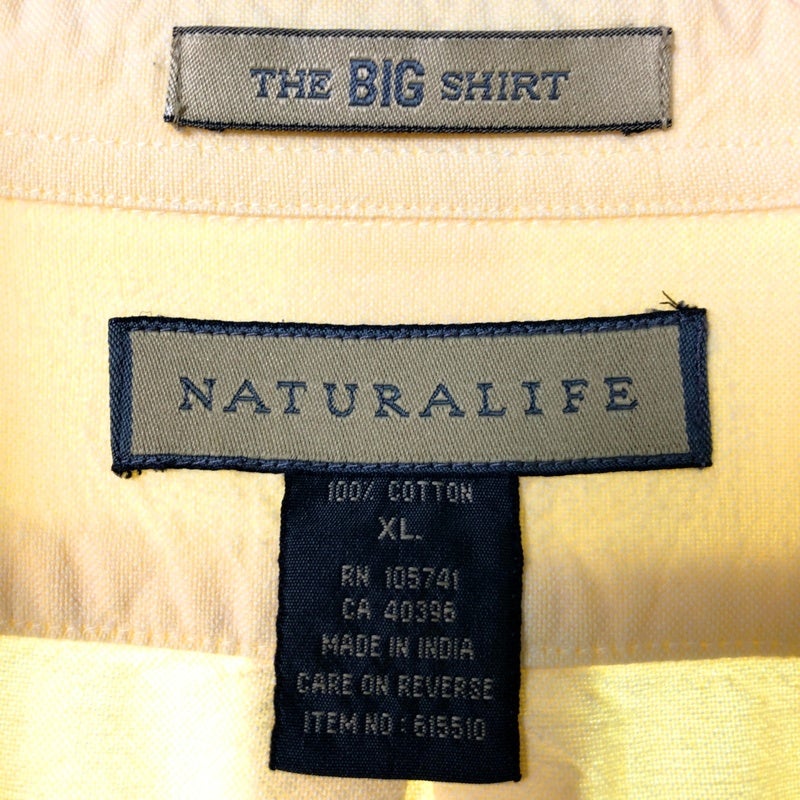 THE BIG SHIRT
NATURALIFE
100% COTTON
XL.
RN 105741
CA 40396
MADE IN INDIA
CARE ON REVERSE
ITEM NO : 615510